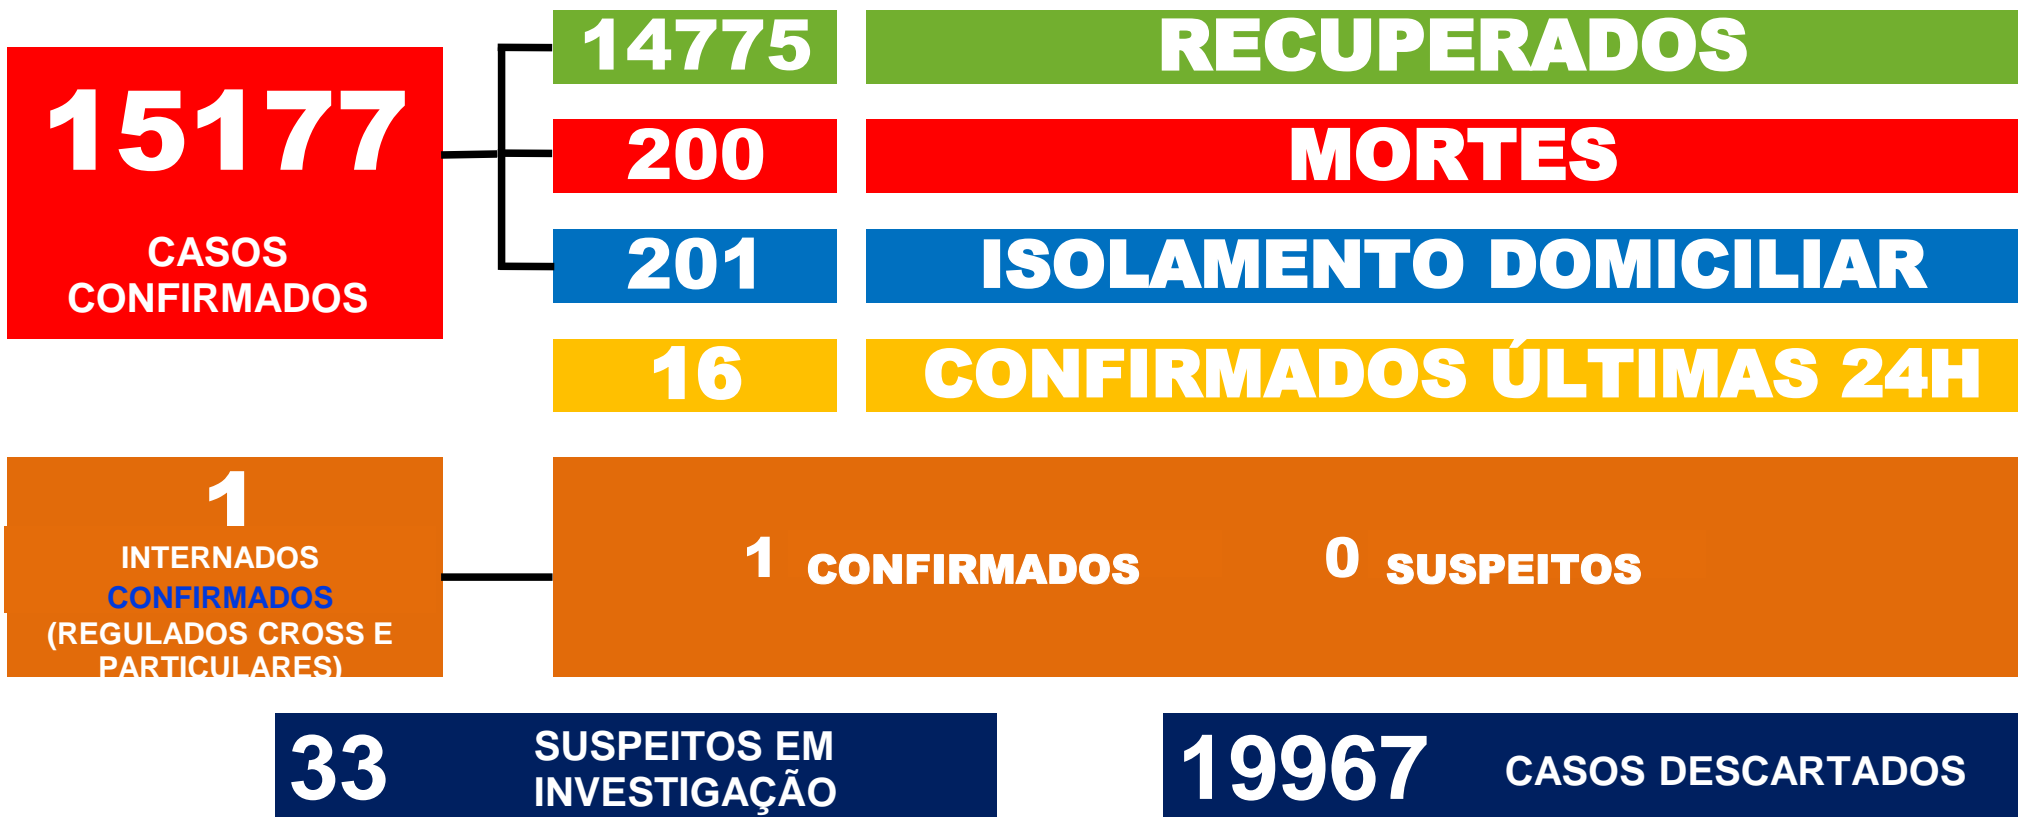 15177
CASOS
CONFIRMADOS
14775 RECUPERADOS
200 MORTES
201 ISOLAMENTO DOMICILIAR
16 CONFIRMADOS ÚLTIMAS 24H
1
INTERNADOS
CONFIRMADOS
(REGULADOS CROSS E
PARTICULARES)
1 CONFIRMADOS 0 SUSPEITOS
33 SUSPEITOS EM
INVESTIGAÇÃO
19967 CASOS DESCARTADOS